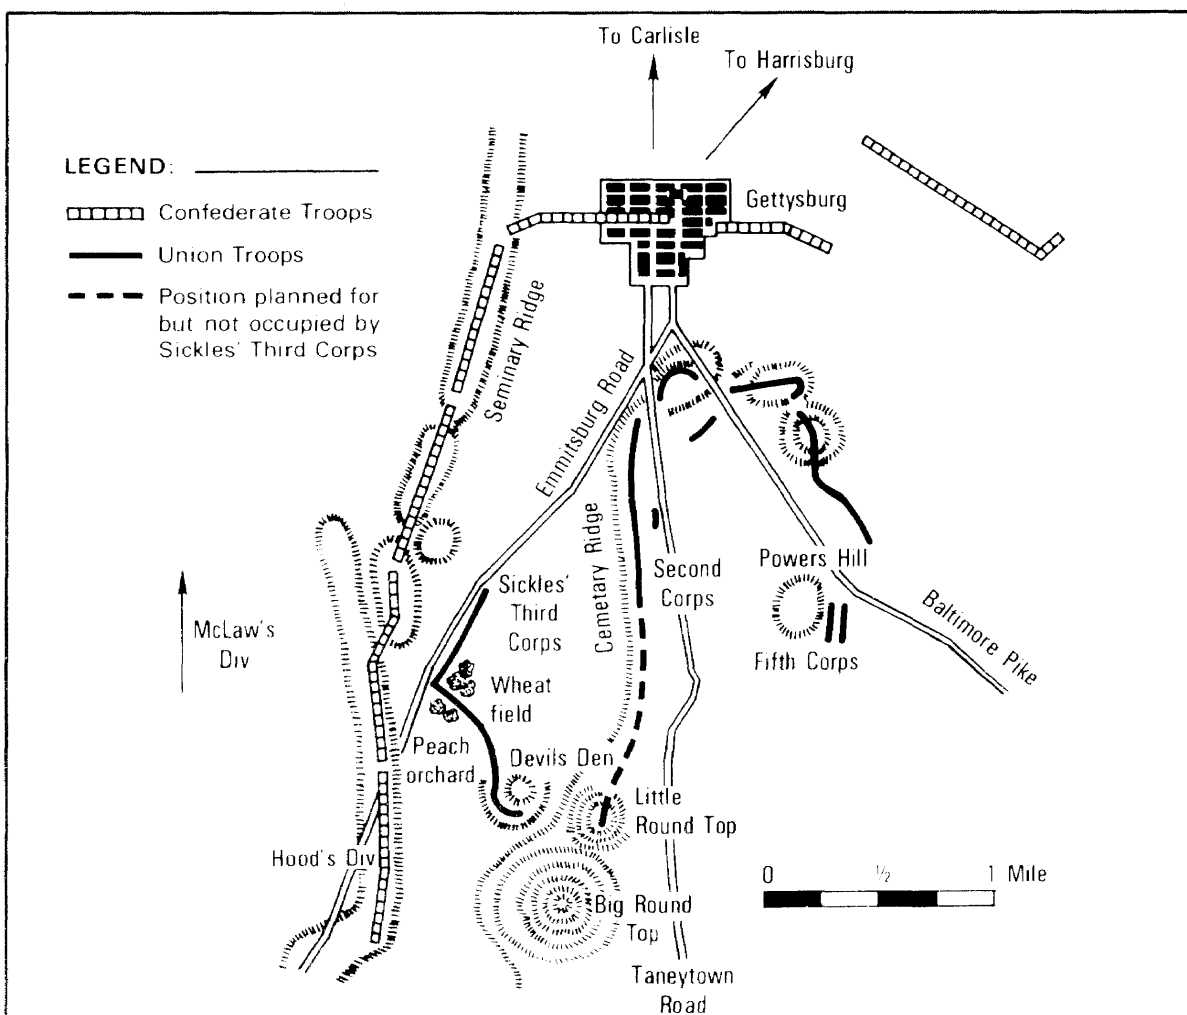 To Carlisle
To Harrisburg
LEGEND:
Confederate Troops
Union Troops
Position planned for
but not occupied by
Sickles' Third Corps
Gettysburg
Seminary Ridge
Emmitsburg Road
Cemetary Ridge
Second
Corps
Powers Hill
Fifth Corps
Baltimore Pike
McLaw's
Div
Sickles'
Third
Corps
Wheat
field
Peach
orchard
Devils Den
Little
Round Top
Hood's Div
Big Round
Top
Taneytown
Road
0 ½ 1 Mile